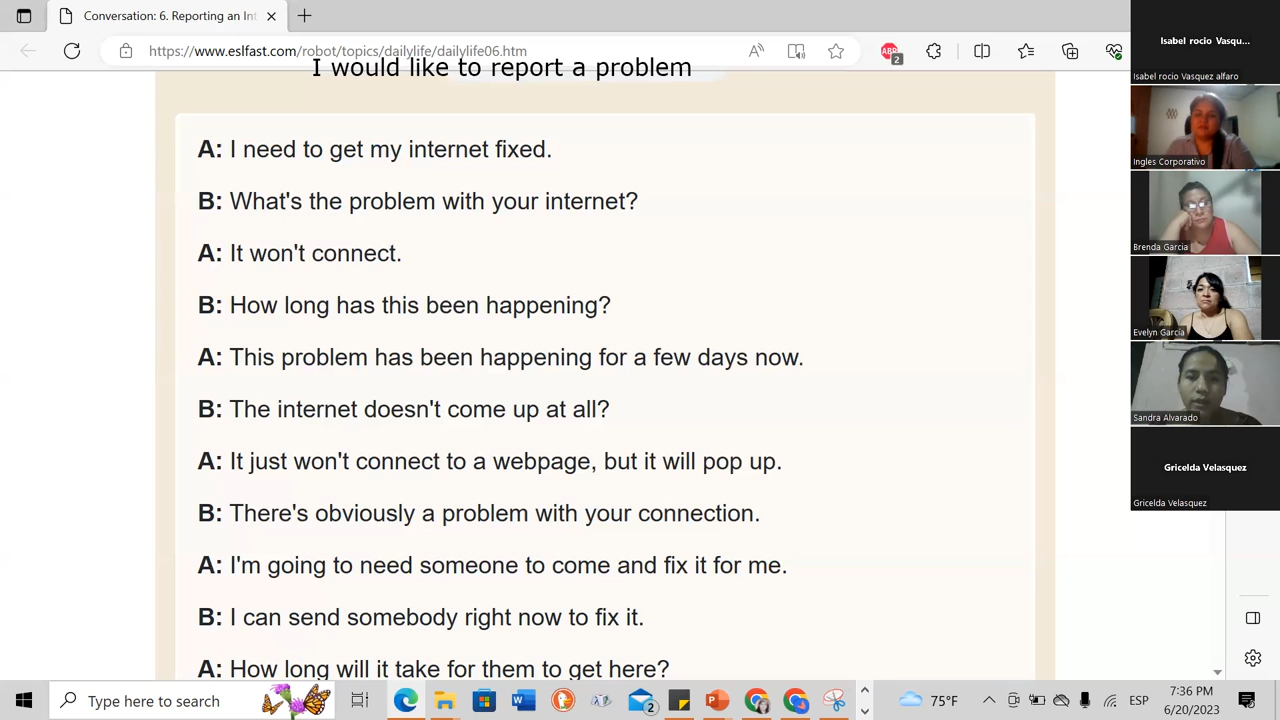 Conversation: 6. Reporting an Int
https://www.eslfast.com/robot/topics/dailylife/dailylife06.htm
I would like to report a problem
A: I need to get my internet fixed.
B: What's the problem with your internet?
A: It won't connect.
B: How long has this been happening?
A: This problem has been happening for a few days now.
B: The internet doesn't come up at all?
A: It just won't connect to a webpage, but it will pop up.
B: There's obviously a problem with your connection.
A: I'm going to need someone to come and fix it for me.
B: I can send somebody right now to fix it.
A: How long will it take for them to get here?
ABP
2
Isabel rocio Vasqu...
Isabel rocio Vasquez alfaro
Ingles Corporativo
Brenda Garcia
Evelyn García
Sandra Alvarado
Gricelda Velasquez
Gricelda Velasquez
Type here to search
2
75°F
ESP
7:36 PM
6/20/2023